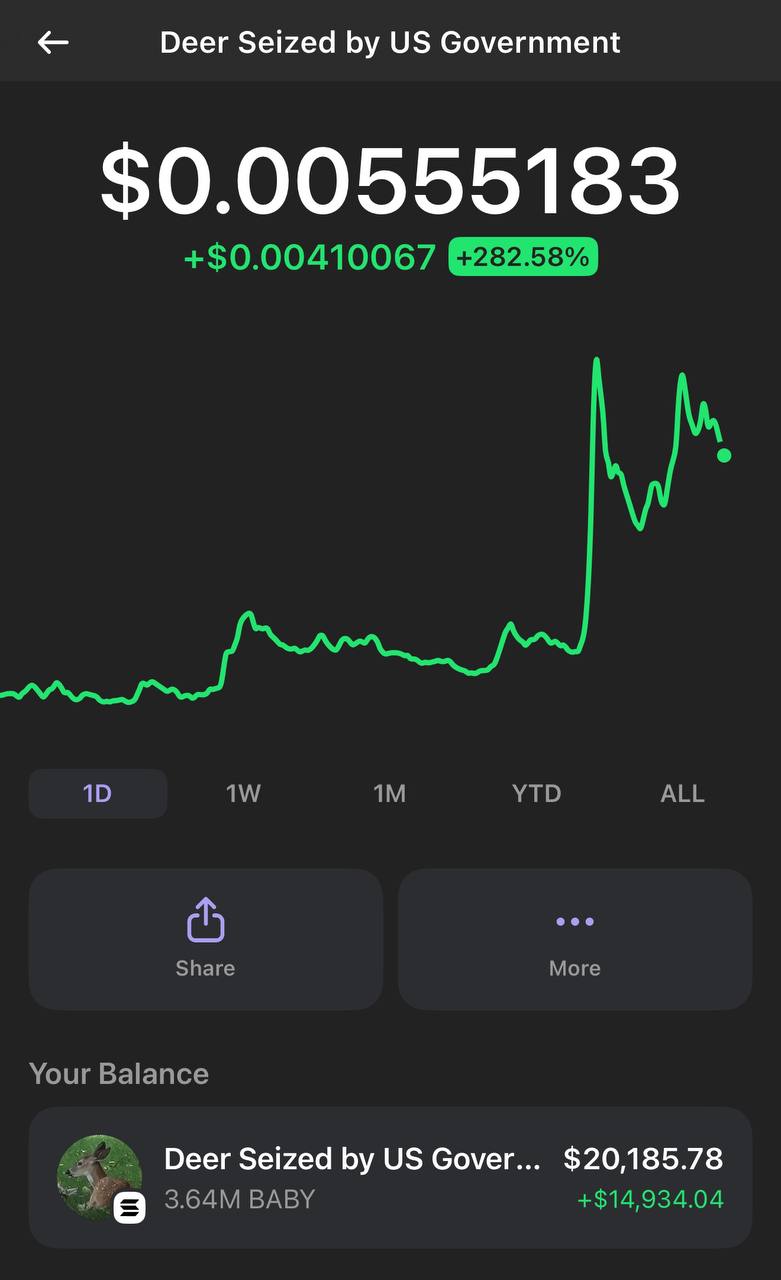 Deer Seized by US Government
$0.00555183
+$0.00410067 +282.58%
1D 1W 1M YTD ALL
Share More
Your Balance
Deer Seized by US Gover... $20,185.78
3.64M BABY +$14,934.04